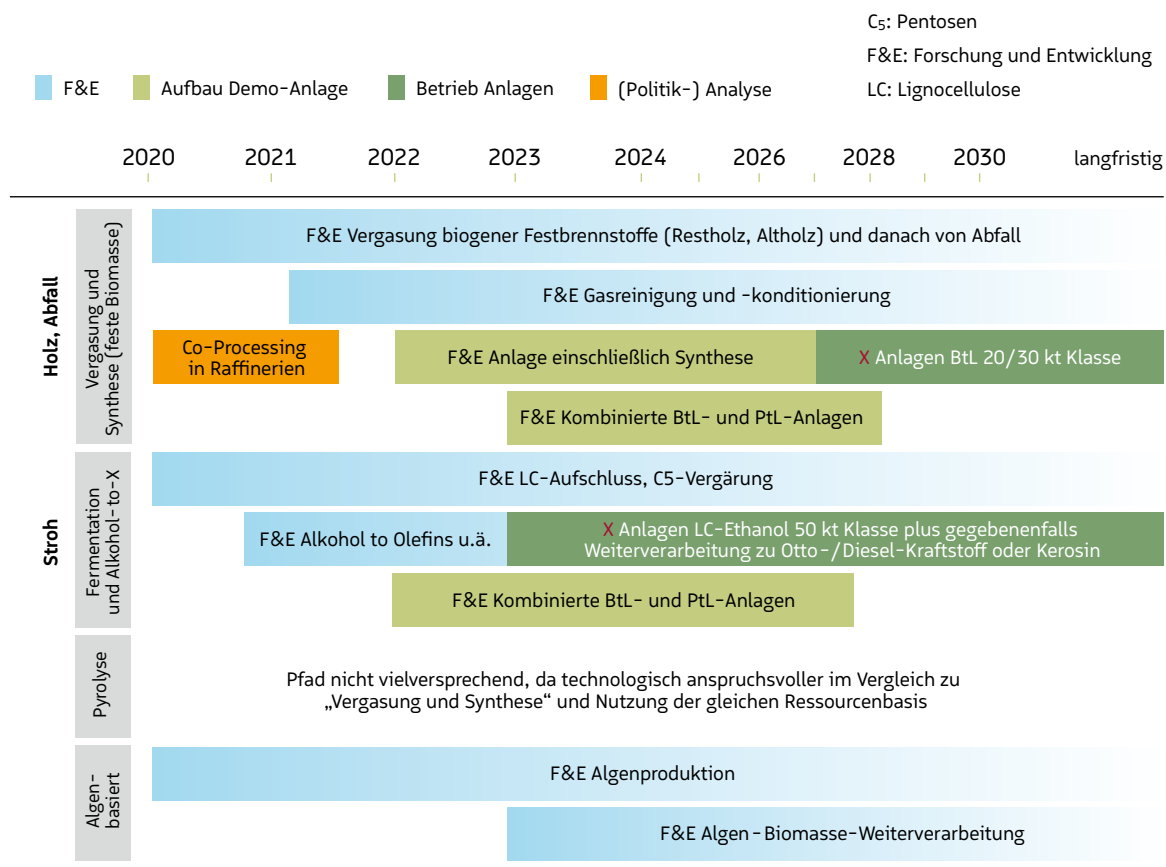 C₅: Pentosen
F&E: Forschung und Entwicklung
LC: Lignocellulose
F&E
Aufbau Demo-Anlage
Betrieb Anlagen
(Politik-) Analyse
2020 2021 2022 2023 2024 2026 2028 2030 langfristig
Holz, Abfall
Vergasung und
Synthese (feste Biomasse)
F&E Vergasung biogener Festbrennstoffe (Restholz, Altholz) und danach von Abfall
F&E Gasreinigung und -konditionierung
Co-Processing
in Raffinerien
F&E Anlage einschließlich Synthese
X Anlagen BtL 20/30 kt Klasse
F&E Kombinierte BtL- und PtL-Anlagen
Stroh
Fermentation
und Alkohol-to-X
F&E LC-Aufschluss, C5-Vergärung
F&E Alkohol to Olefins u.ä.
X Anlagen LC-Ethanol 50 kt Klasse plus gegebenenfalls
Weiterverarbeitung zu Otto-/Diesel-Kraftstoff oder Kerosin
F&E Kombinierte BtL- und PtL-Anlagen
Pyrolyse
Pfad nicht vielversprechend, da technologisch anspruchsvoller im Vergleich zu
„Vergasung und Synthese“ und Nutzung der gleichen Ressourcenbasis
Algen-
basiert
F&E Algenproduktion
F&E Algen-Biomasse-Weiterverarbeitung